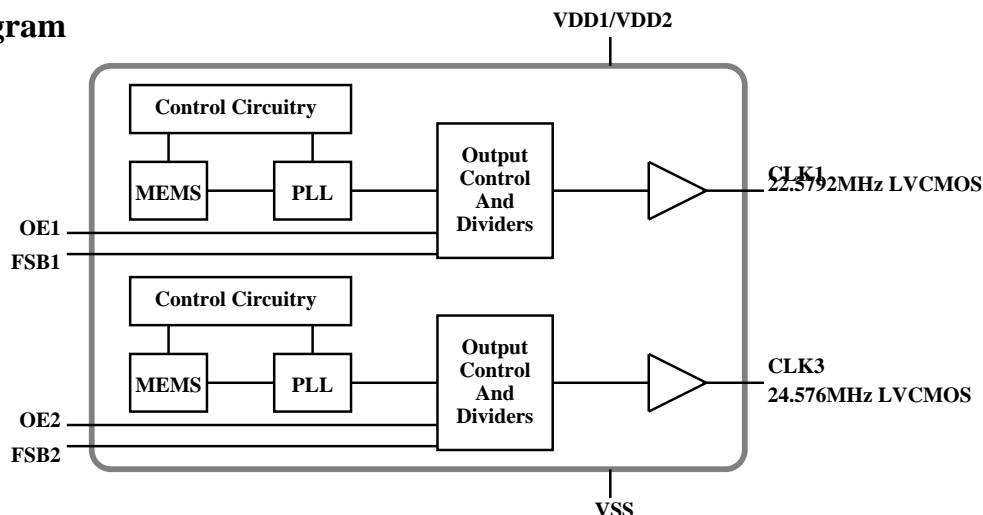 gram
VDD1/VDD2
Control Circuitry
MEMS
PLL
Output
Control
And
Dividers
CLK1
22.5792MHz LVCMOS
OE1
FSB1
Control Circuitry
MEMS
PLL
Output
Control
And
Dividers
CLK3
24.576MHz LVCMOS
OE2
FSB2
VSS